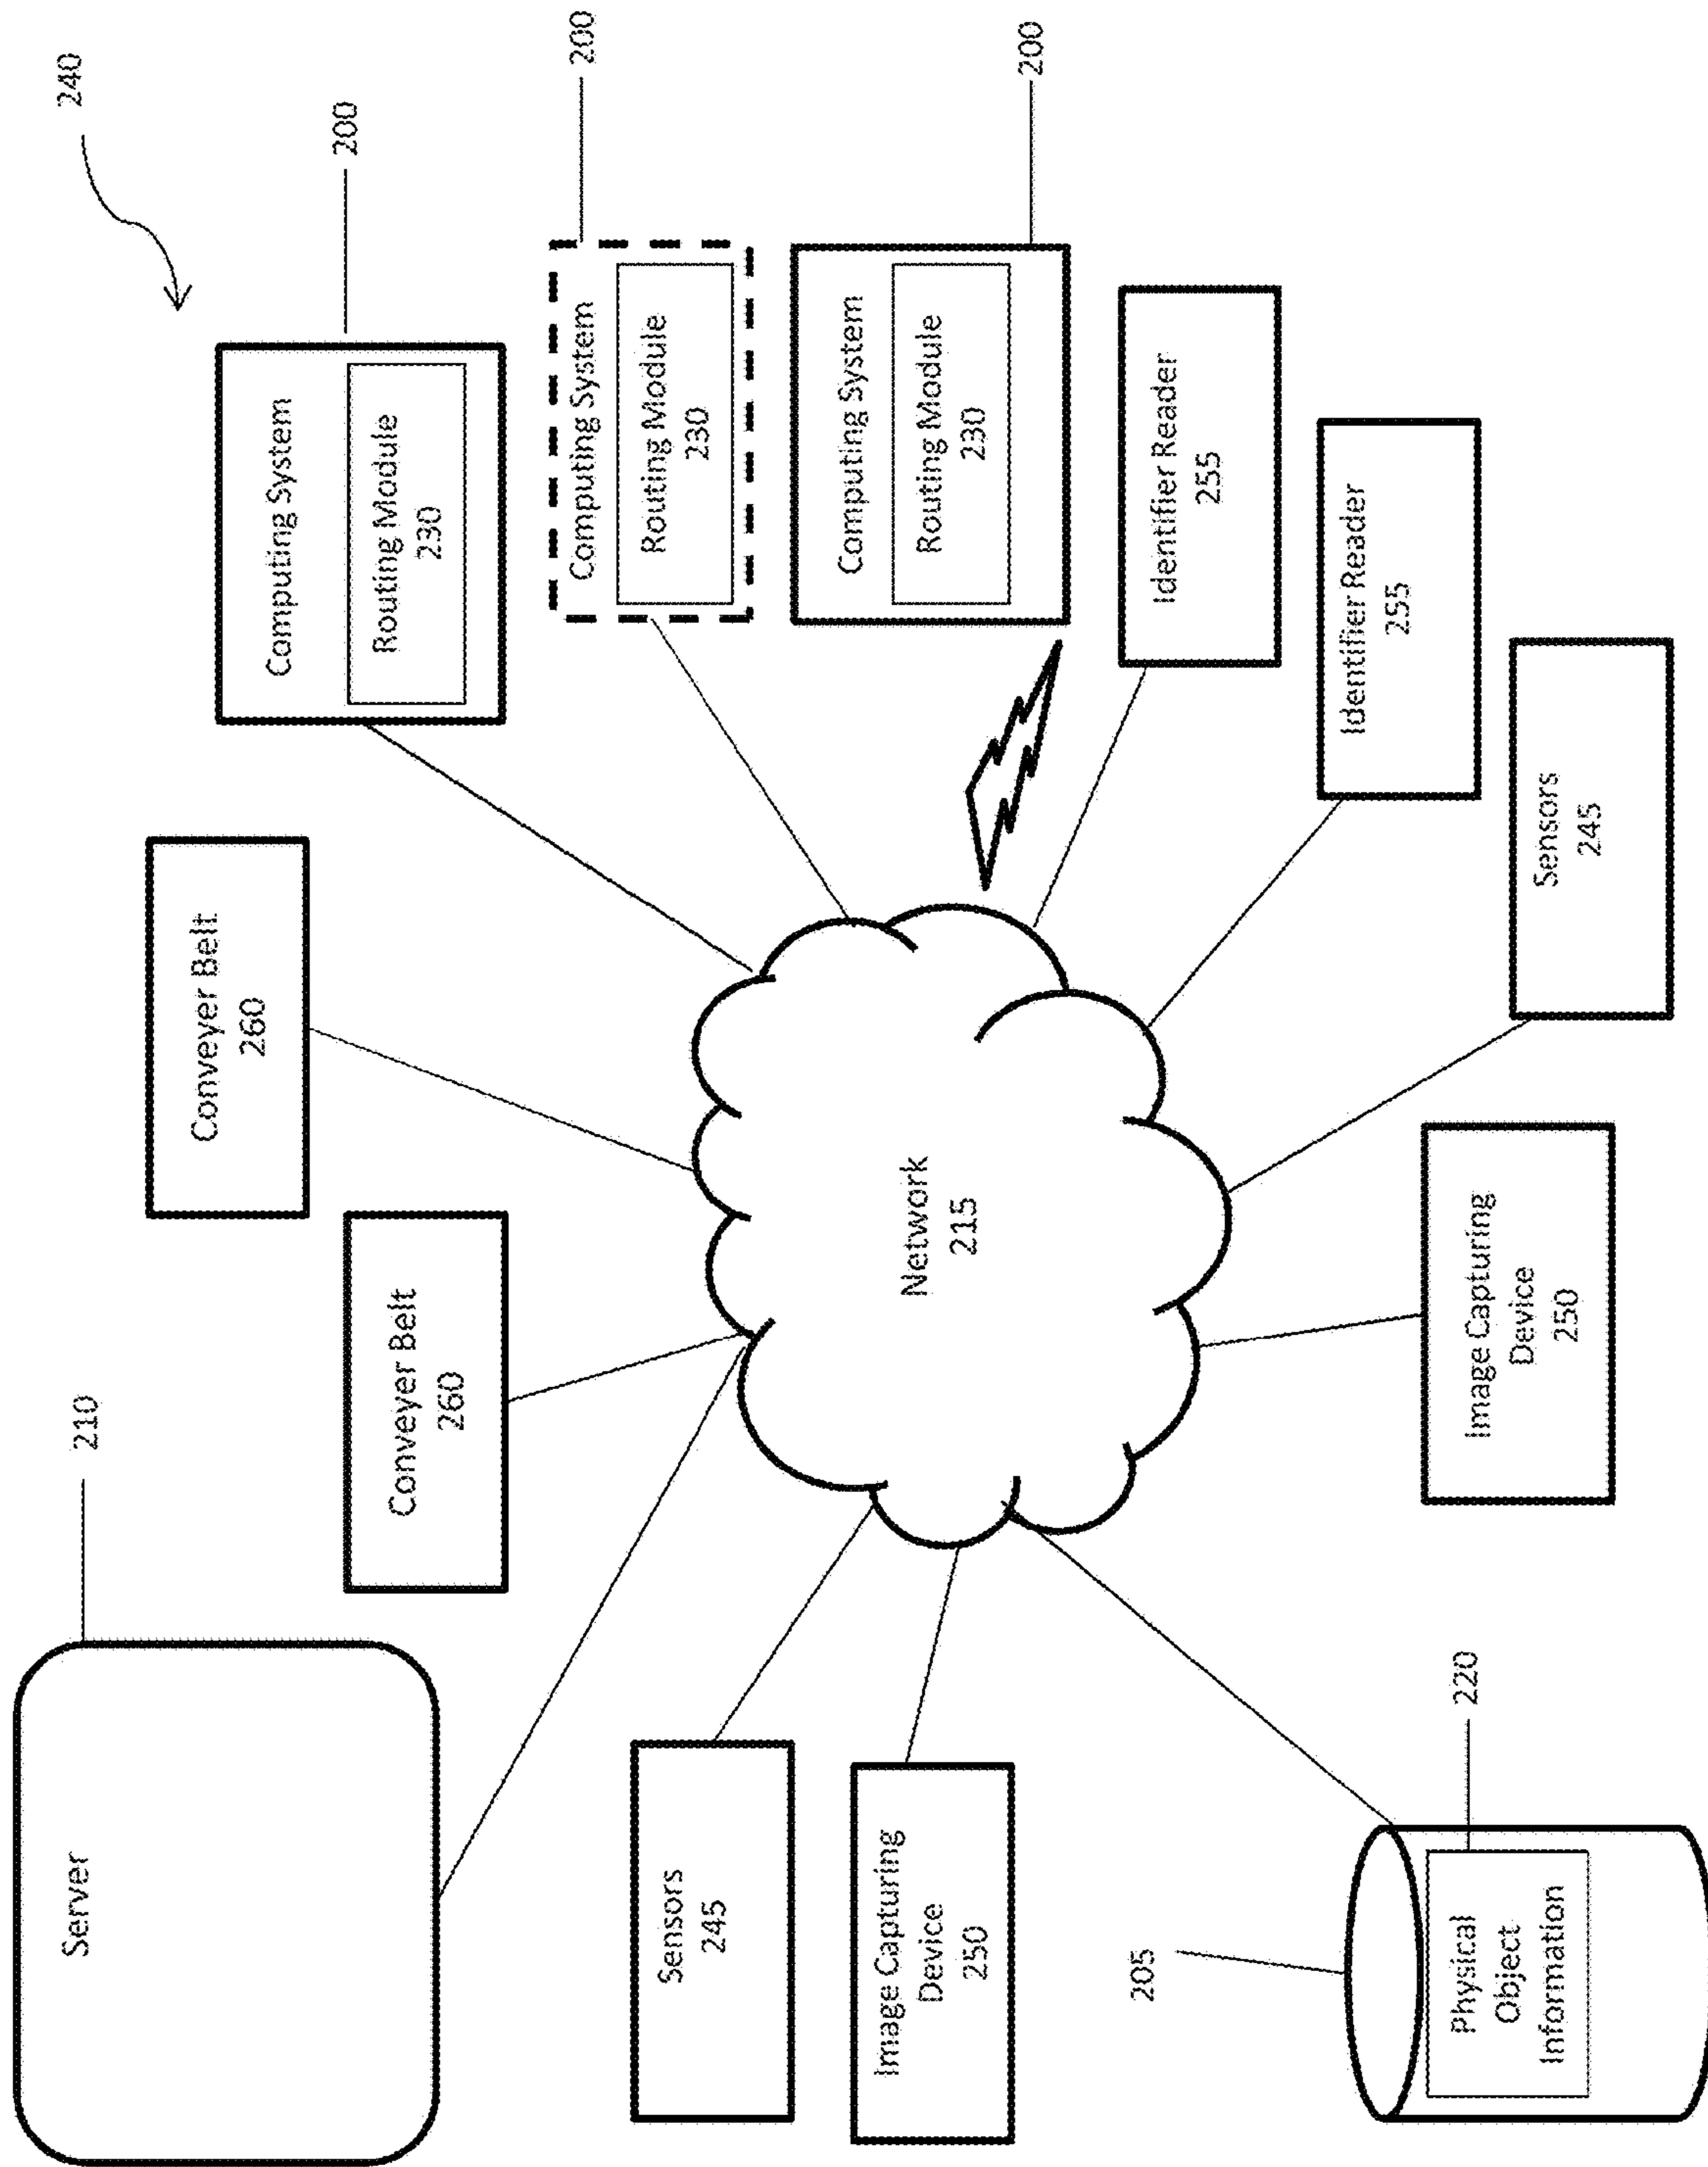 240
Server
210
Conveyer Belt
260
Conveyer Belt
260
Computing System
Routing Module
230
200
Computing System
Routing Module
230
200
Computing System
Routing Module
230
200
Sensors
245
Image Capturing
Device
250
Network
215
Identifier Reader
255
Identifier Reader
255
205
Physical
Object
Information
220
Image Capturing
Device
250
Sensors
245